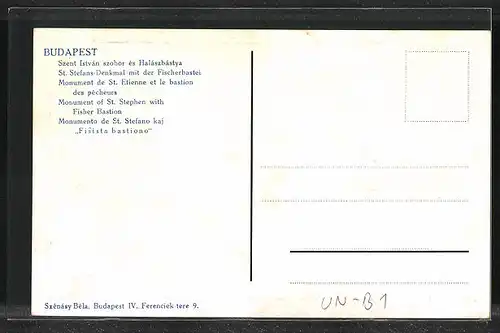 BUDAPEST
Szent István szobor és Halászbástya
St. Stefans-Denkmal mit der Fischerbastei
Monument de St. Etienne et le bastion
des pêcheurs
Monument of St. Stephen with
Fisher Bastion
Monumento de St. Stefano kaj
„Fiŝista bastiono“
Szénásy Béla, Budapest IV. Ferenciek tere 9.
UN-B1